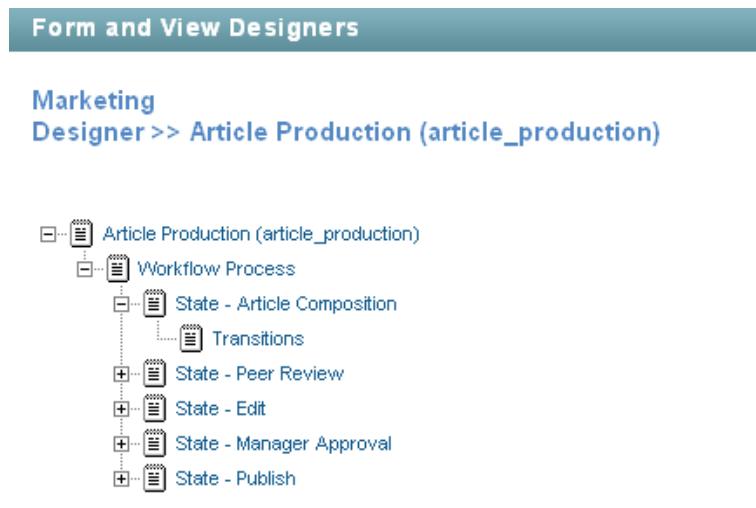 Form and View Designers
Marketing
Designer >> Article Production (article_production)
Article Production (article_production)
Workflow Process
State - Article Composition
Transitions
State - Peer Review
State - Edit
State - Manager Approval
State - Publish